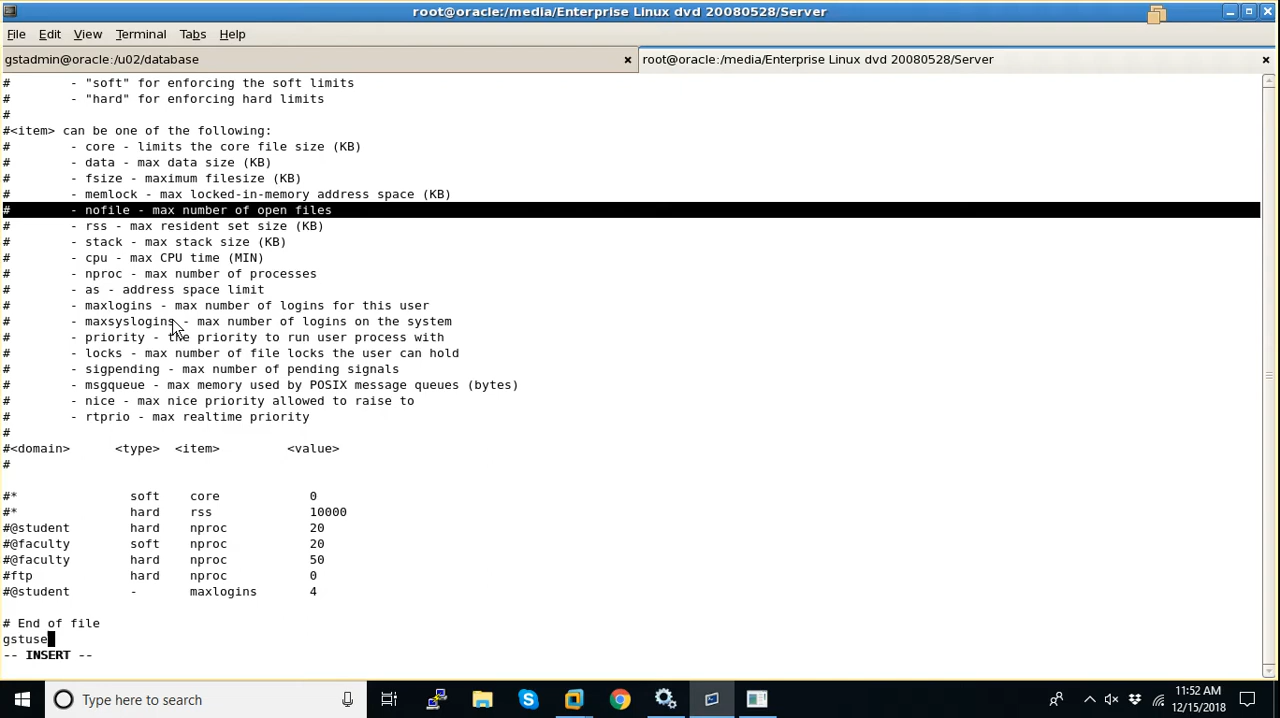 root@oracle:/media/Enterprise Linux dvd 20080528/Server
File Edit View Terminal Tabs Help
gstadmin@oracle:/u02/database
root@oracle:/media/Enterprise Linux dvd 20080528/Server
#        - "soft" for enforcing the soft limits
#        - "hard" for enforcing hard limits
#
#<item> can be one of the following:
#        - core - limits the core file size (KB)
#        - data - max data size (KB)
#        - fsize - maximum filesize (KB)
#        - memlock - max locked-in-memory address space (KB)
#        - nofile - max number of open files
#        - rss - max resident set size (KB)
#        - stack - max stack size (KB)
#        - cpu - max CPU time (MIN)
#        - nproc - max number of processes
#        - as - address space limit
#        - maxlogins - max number of logins for this user
#        - maxsyslogins - max number of logins on the system
#        - priority - the priority to run user process with
#        - locks - max number of file locks the user can hold
#        - sigpending - max number of pending signals
#        - msgqueue - max memory used by POSIX message queues (bytes)
#        - nice - max nice priority allowed to raise to
#        - rtprio - max realtime priority
#
#<domain>      <type>  <item>         <value>
#
#*               soft    core            0
#*               hard    rss             10000
#@student        hard    nproc           20
#@faculty        soft    nproc           20
#@faculty        hard    nproc           50
#ftp             hard    nproc           0
#@student        -       maxlogins       4
# End of file
gstuse
-- INSERT --
Type here to search
11:52 AM
12/15/2018